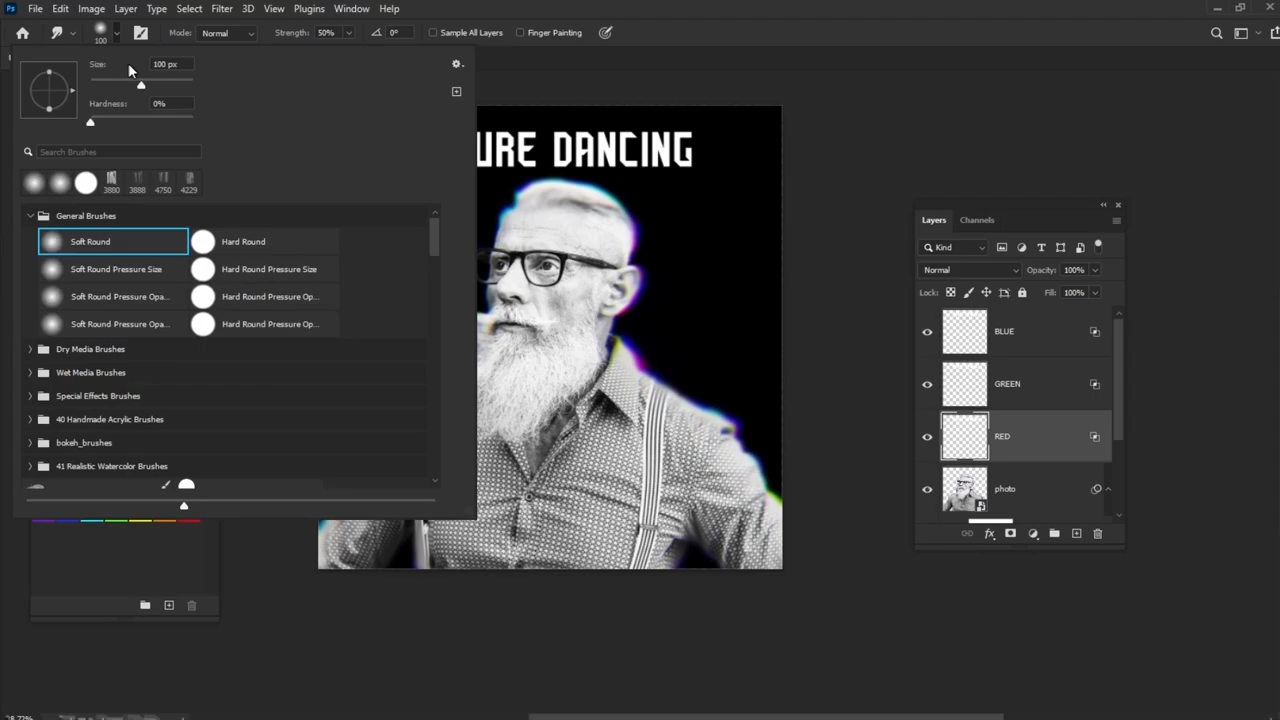 Ps File Edit Image Layer Type Select Filter 3D View Plugins Window Help
100 Mode: Normal Strength: 50% 0° Sample All Layers Finger Painting
Size: 100 px
Hardness: 0%
Search Brushes
3880 3888 4750 4229
General Brushes
Soft Round Hard Round
Soft Round Pressure Size Hard Round Pressure Size
Soft Round Pressure Opa... Hard Round Pressure Op...
Soft Round Pressure Opa... Hard Round Pressure Op...
Dry Media Brushes
Wet Media Brushes
Special Effects Brushes
40 Handmade Acrylic Brushes
bokeh_brushes
41 Realistic Watercolor Brushes
URE DANCING
Layers Channels
Kind
Normal Opacity: 100%
Lock: Fill: 100%
BLUE
GREEN
RED
photo